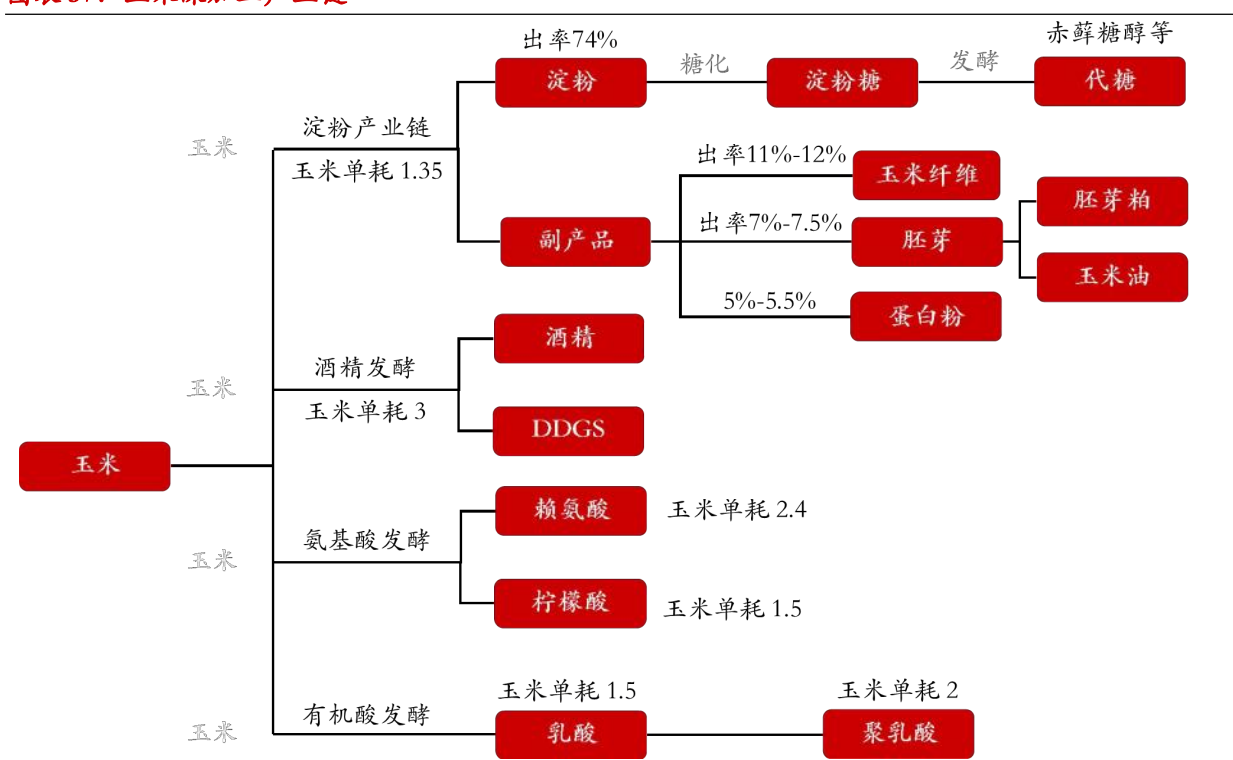 出率74%
赤藓糖醇等
淀粉
糖化
淀粉糖
发酵
代糖
玉米
淀粉产业链
玉米单耗 1.35
出率11%-12%
玉米纤维
副产品
出率7%-7.5%
胚芽
胚芽粕
玉米油
5%-5.5%
蛋白粉
玉米
酒精发酵
玉米单耗 3
酒精
DDGS
玉米
玉米
氨基酸发酵
赖氨酸
玉米单耗 2.4
柠檬酸
玉米单耗 1.5
玉米
有机酸发酵
玉米单耗 1.5
乳酸
玉米单耗 2
聚乳酸